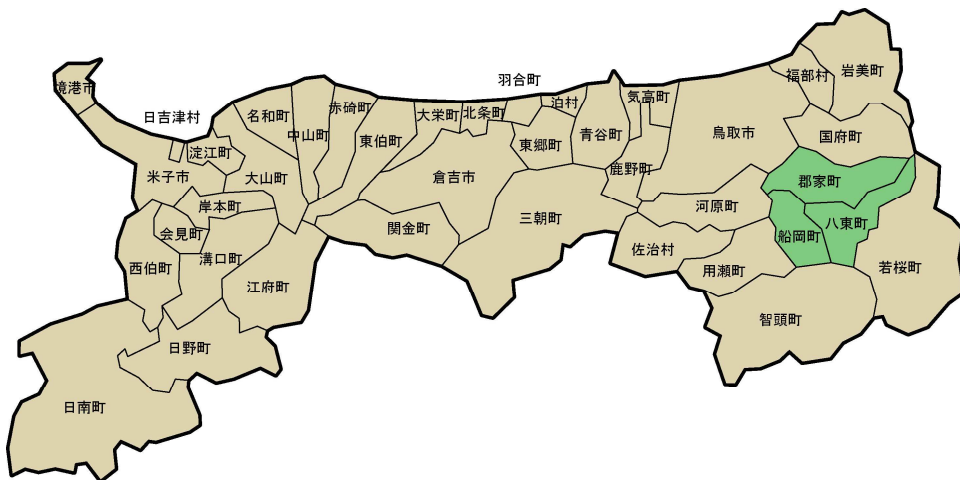 羽合町
岩美町
福部村
境港市
気高町
赤碕町
泊村
大栄町
北条町
日吉津村
名和町
中山町
鳥取市
青谷町
国府町
東伯町
東郷町
淀江町
鹿野町
米子市
大山町
倉吉市
郡家町
岸本町
河原町
三朝町
八東町
関金町
会見町
船岡町
佐治村
溝口町
西伯町
若桜町
用瀬町
江府町
智頭町
日野町
日南町